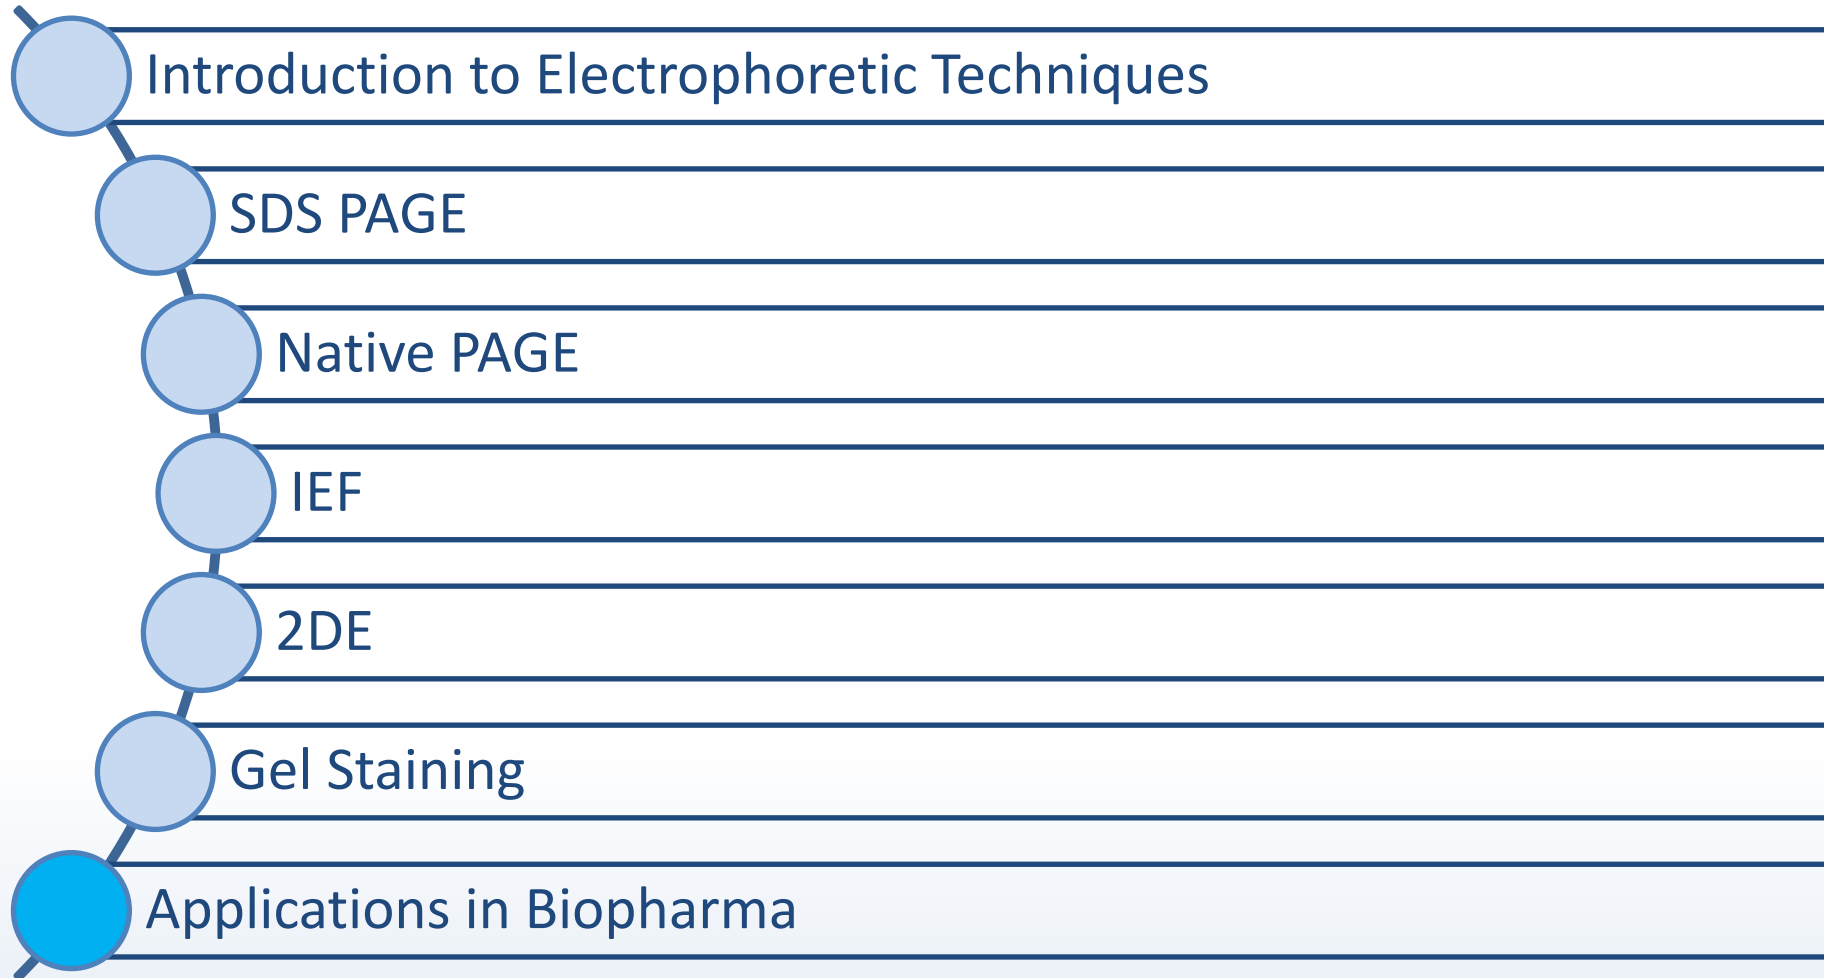 Introduction to Electrophoretic Techniques
SDS PAGE
Native PAGE
IEF
2DE
Gel Staining
Applications in Biopharma